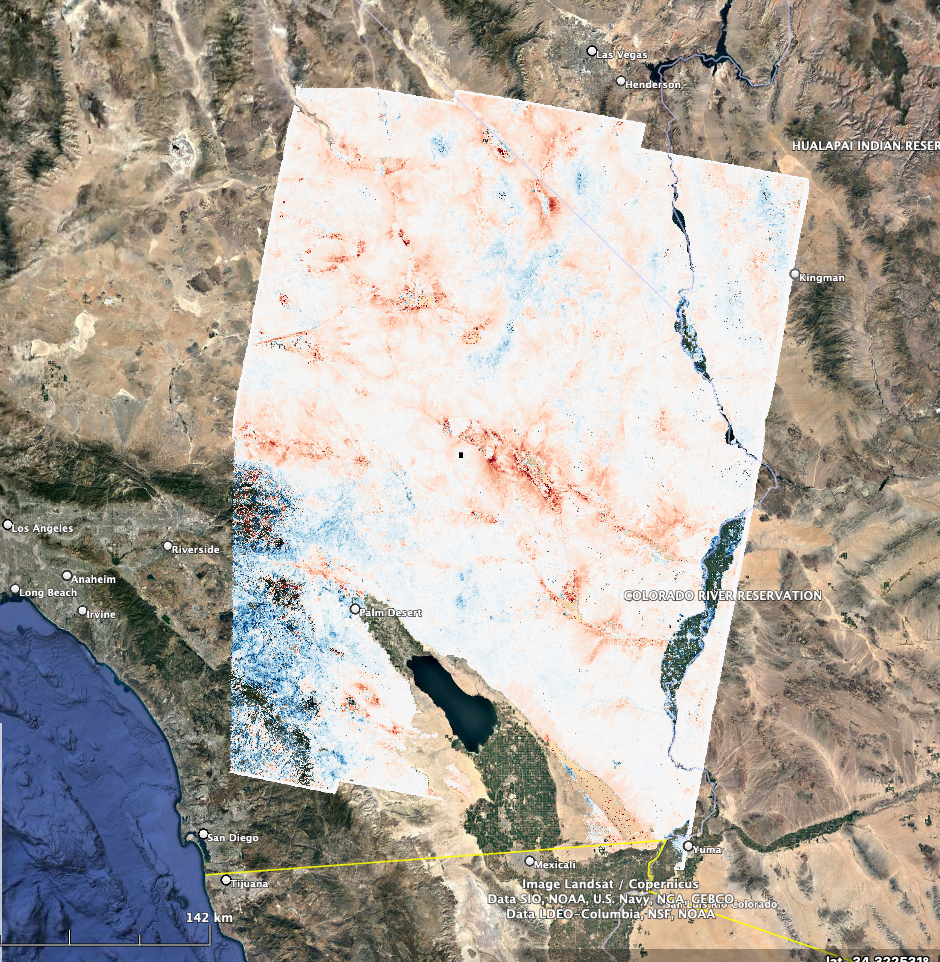 Las Vegas
Henderson
HUALAPAI INDIAN RESER
Kingman
Los Angeles
Riverside
Anaheim
Long Beach
Irvine
COLORADO RIVER RESERVATION
Palm Desert
San Diego
Yuma
Mexicali
Tijuana
Image Landsat / Copernicus
Data SIO, NOAA, U.S. Navy, NGA, GEBCO
San Luis Río Colorado
Data LDEO-Columbia, NSF, NOAA
142 km
lat 34.322531°